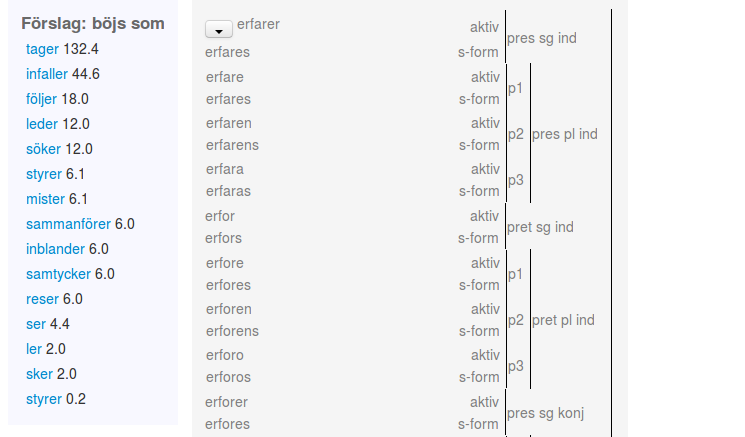 Förslag: böjs som
tager 132.4
infaller 44.6
följer 18.0
leder 12.0
söker 12.0
styrer 6.1
mister 6.1
sammanförer 6.0
inblander 6.0
samtycker 6.0
reser 6.0
ser 4.4
ler 2.0
sker 2.0
styrer 0.2
erfarer aktiv
erfares s-form
pres sg ind
erfare aktiv
erfares s-form
p1
erfaren aktiv
erfarens s-form
p2 pres pl ind
erfara aktiv
erfaras s-form
p3
erfor aktiv
erfors s-form
pret sg ind
erfore aktiv
erfores s-form
p1
erforen aktiv
erforens s-form
p2 pret pl ind
erforo aktiv
erforos s-form
p3
erforer aktiv
erfores s-form
pres sg konj